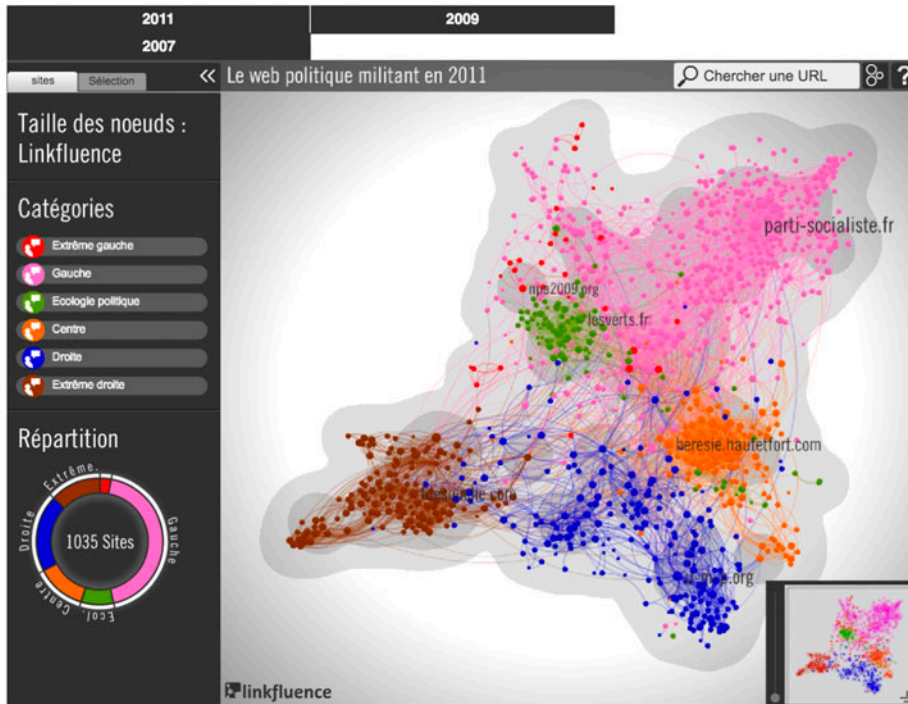 2011
2009
2007
sites
Sélection
«
Le web politique militant en 2011
Chercher une URL
?
Taille des noeuds :
Linkfluence
Catégories
Extrême gauche
Gauche
Ecologie politique
Centre
Droite
Extrême droite
Répartition
Extrême.
Gauche
Droite
1035 Sites
Centre
Ecol.
parti-socialiste.fr
npa2009.org
lesverts.fr
heresie.hautetfort.com
linkfluence